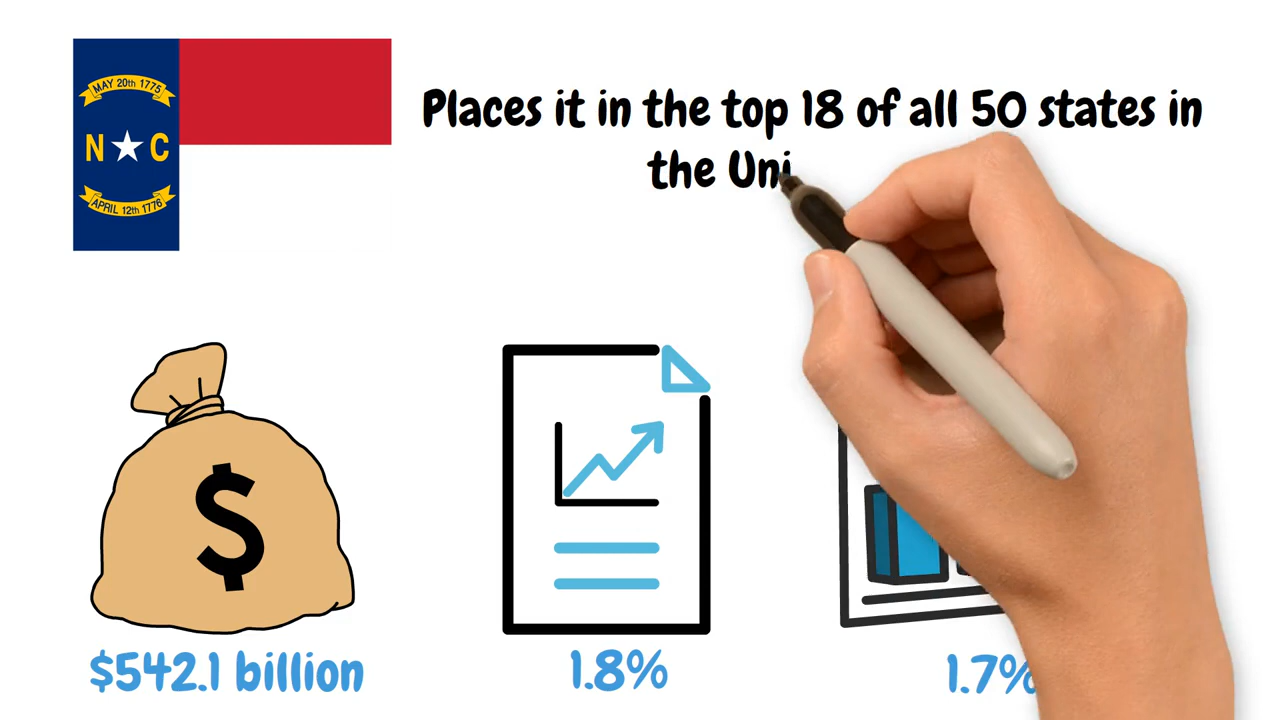 MAY 20th 1775
N C
APRIL 12th 1776
Places it in the top 18 of all 50 states in
the Uni
$
$542.1 billion
1.8%
1.7%